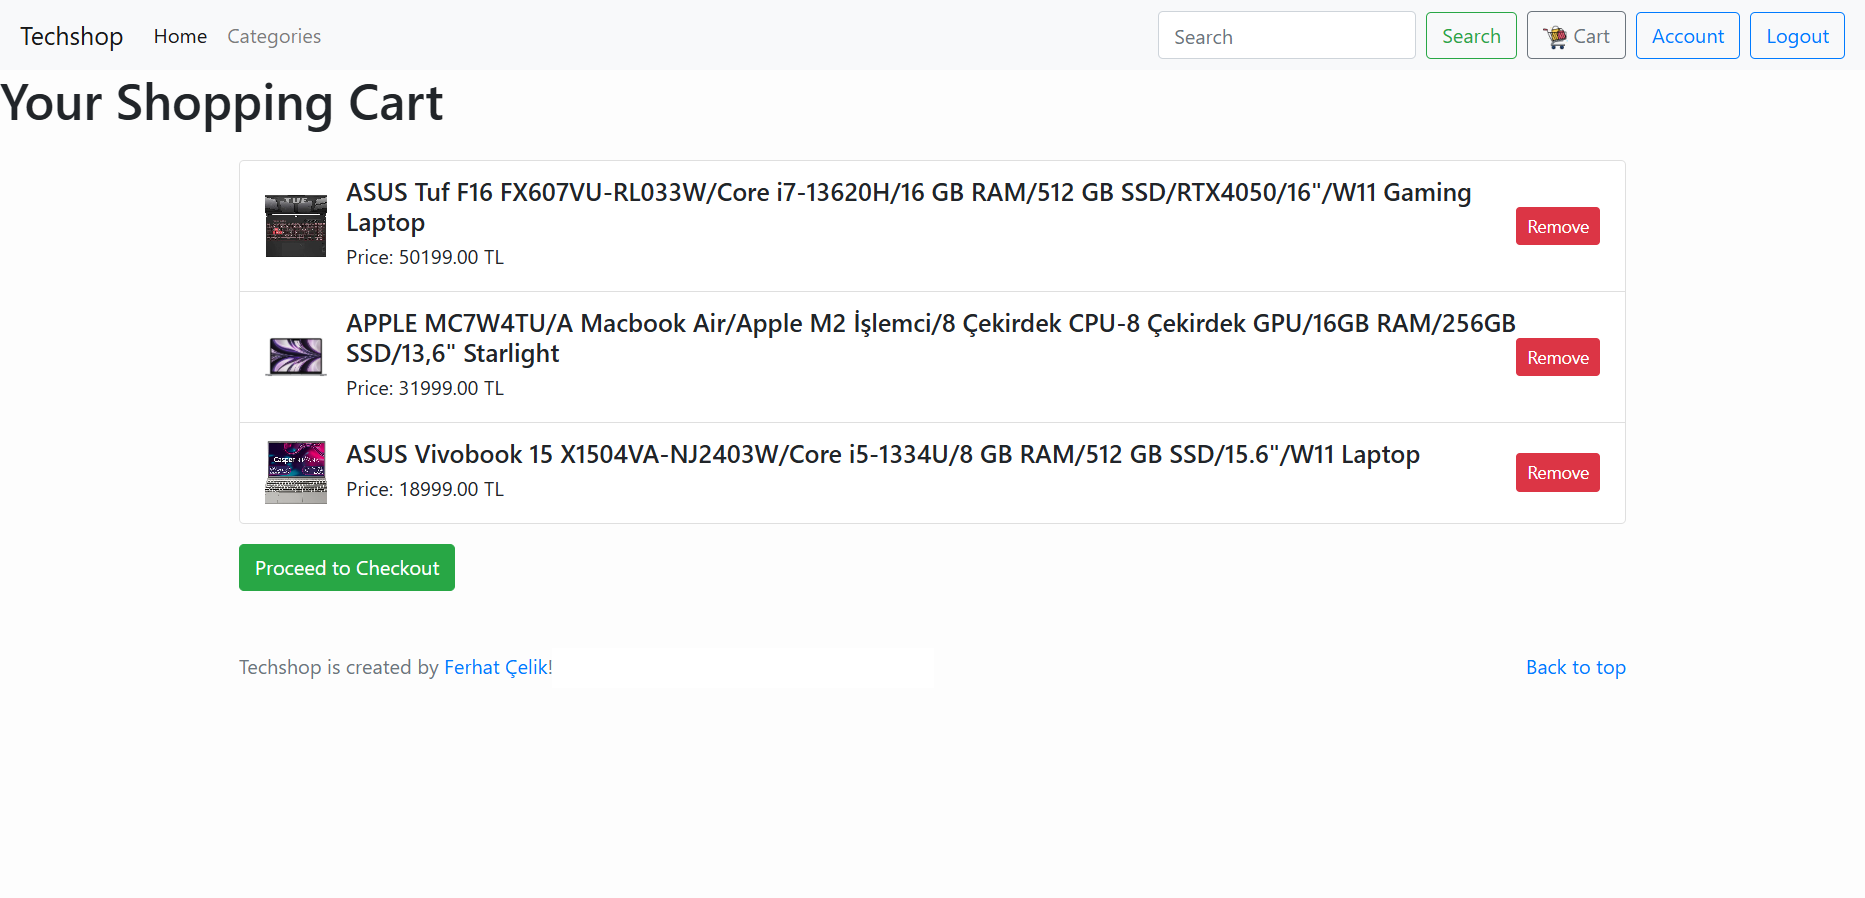 Techshop Home Categories Search Search Cart Account Logout
Your Shopping Cart
TUF
ASUS Tuf F16 FX607VU-RL033W/Core i7-13620H/16 GB RAM/512 GB SSD/RTX4050/16"/W11 Gaming
Laptop
Price: 50199.00 TL
Remove
APPLE MC7W4TU/A Macbook Air/Apple M2 İşlemci/8 Çekirdek CPU-8 Çekirdek GPU/16GB RAM/256GB
SSD/13,6" Starlight
Price: 31999.00 TL
Remove
Casper
ASUS Vivobook 15 X1504VA-NJ2403W/Core i5-1334U/8 GB RAM/512 GB SSD/15.6"/W11 Laptop
Price: 18999.00 TL
Remove
Proceed to Checkout
Techshop is created by Ferhat Çelik!
Back to top